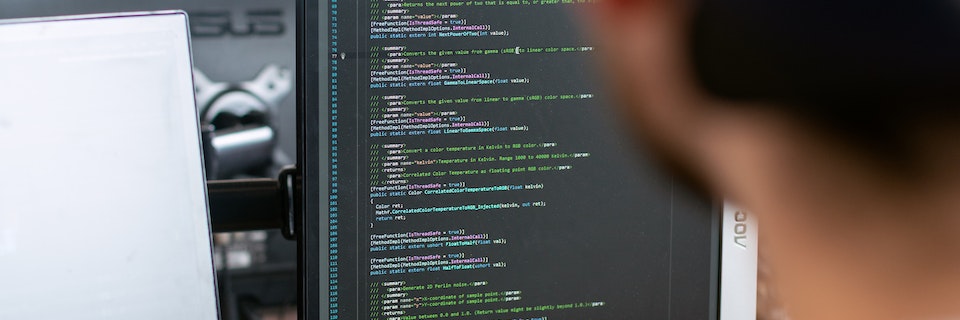 ASUS
/// <para>Returns the next power of two that is equal to, or greater than, the
/// </summary>
/// <param name="value"></param>
[FreeFunction(IsThreadSafe = true)]
[MethodImpl(MethodImplOptions.InternalCall)]
public static extern int NextPowerOfTwo(int value);
/// <summary>
/// <para>Converts the given value from gamma (sRGB) to linear color space.</para>
/// </summary>
/// <param name="value"></param>
[FreeFunction(IsThreadSafe = true)]
[MethodImpl(MethodImplOptions.InternalCall)]
public static extern float GammaToLinearSpace(float value);
/// <summary>
/// <para>Converts the given value from linear to gamma (sRGB) color space.</para>
/// </summary>
/// <param name="value"></param>
[FreeFunction(IsThreadSafe = true)]
[MethodImpl(MethodImplOptions.InternalCall)]
public static extern float LinearToGammaSpace(float value);
/// <summary>
/// <para>Convert a color temperature in Kelvin to RGB color.</para>
/// </summary>
/// <param name="kelvin">Temperature in Kelvin. Range 1000 to 40000 Kelvin.</param>
/// <returns>
/// <para>Correlated Color Temperature as floating point RGB color.</para>
/// </returns>
[FreeFunction(IsThreadSafe = true)]
public static Color CorrelatedColorTemperatureToRGB(float kelvin)
{
Color ret;
Mathf.CorrelatedColorTemperatureToRGB_Injected(kelvin, out ret);
return ret;
}
[FreeFunction(IsThreadSafe = true)]
[MethodImpl(MethodImplOptions.InternalCall)]
public static extern ushort FloatToHalf(float val);
[FreeFunction(IsThreadSafe = true)]
[MethodImpl(MethodImplOptions.InternalCall)]
public static extern float HalfToFloat(ushort val);
/// <summary>
/// <para>Generate 2D Perlin noise.</para>
/// </summary>
/// <param name="x">X-coordinate of sample point.</param>
/// <param name="y">Y-coordinate of sample point.</param>
/// <returns>
/// <para>Value between 0.0 and 1.0. (Return value might be slightly beyond 1.0.)</para>
/// </returns>
AOC